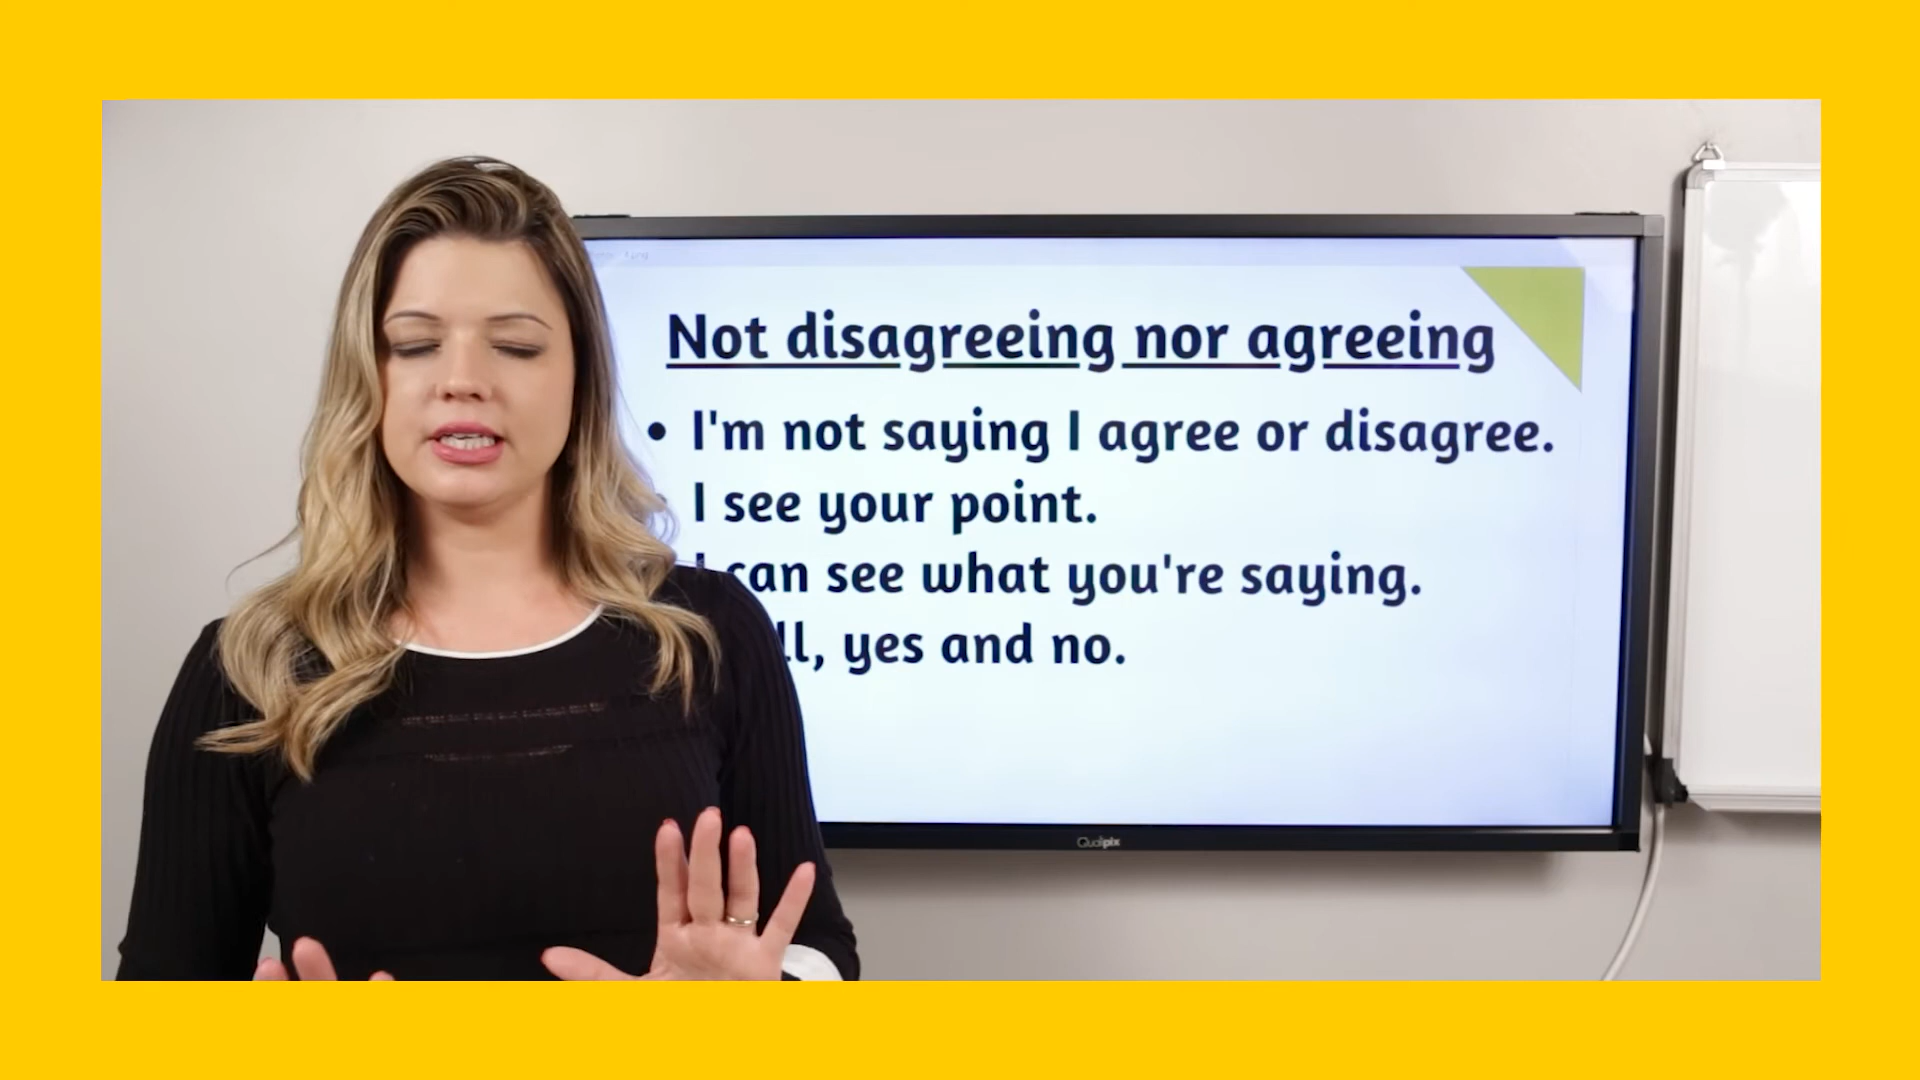 Not disagreeing nor agreeing
• I'm not saying I agree or disagree.
I see your point.
I can see what you're saying.
ll, yes and no.
Qualipix